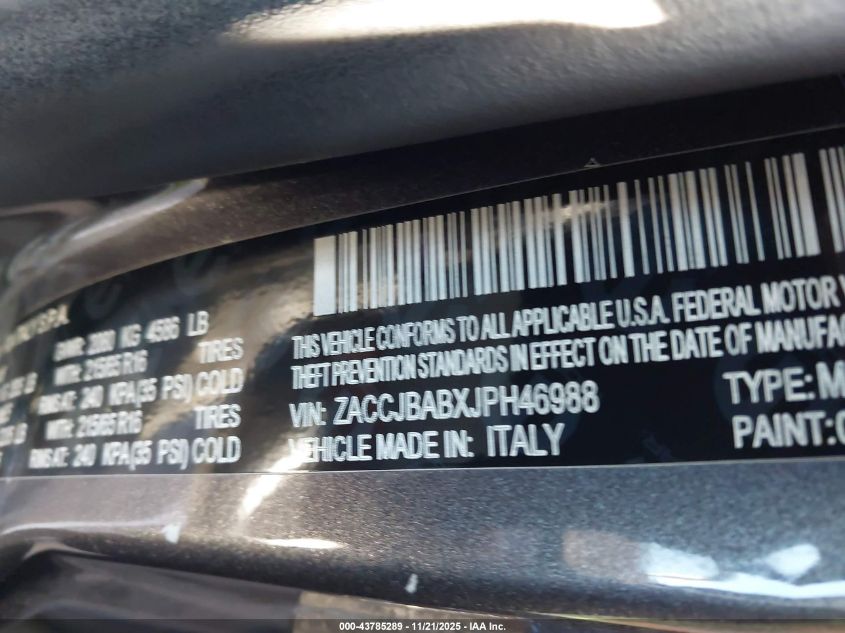 GVWR: 2080 KG 4586 LB
WITH: 215/65 R16 TIRES
RIMS AT: 240 KPA(35 PSI) COLD
WITH: 215/65 R16 TIRES
RIMS AT: 240 KPA(35 PSI) COLD
THIS VEHICLE CONFORMS TO ALL APPLICABLE U.S.A. FEDERAL MOTOR V
THEFT PREVENTION STANDARDS IN EFFECT ON THE DATE OF MANUFA
VIN: ZACCJBABXJPH46988 TYPE: M
VEHICLE MADE IN: ITALY PAINT:
000-43785289 - 11/21/2025 - IAA Inc.